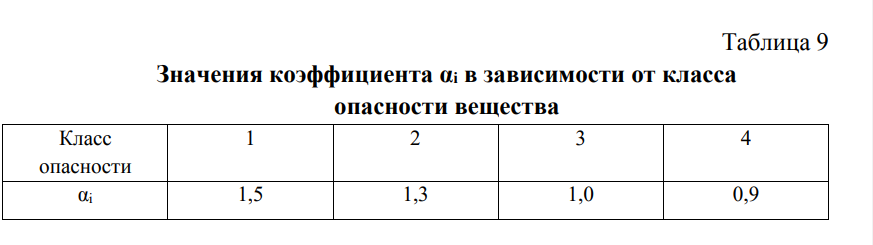 Таблица 9
Значения коэффициента αi в зависимости от класса
опасности вещества
Класс
опасности
1
2
3
4
αi
1,5
1,3
1,0
0,9